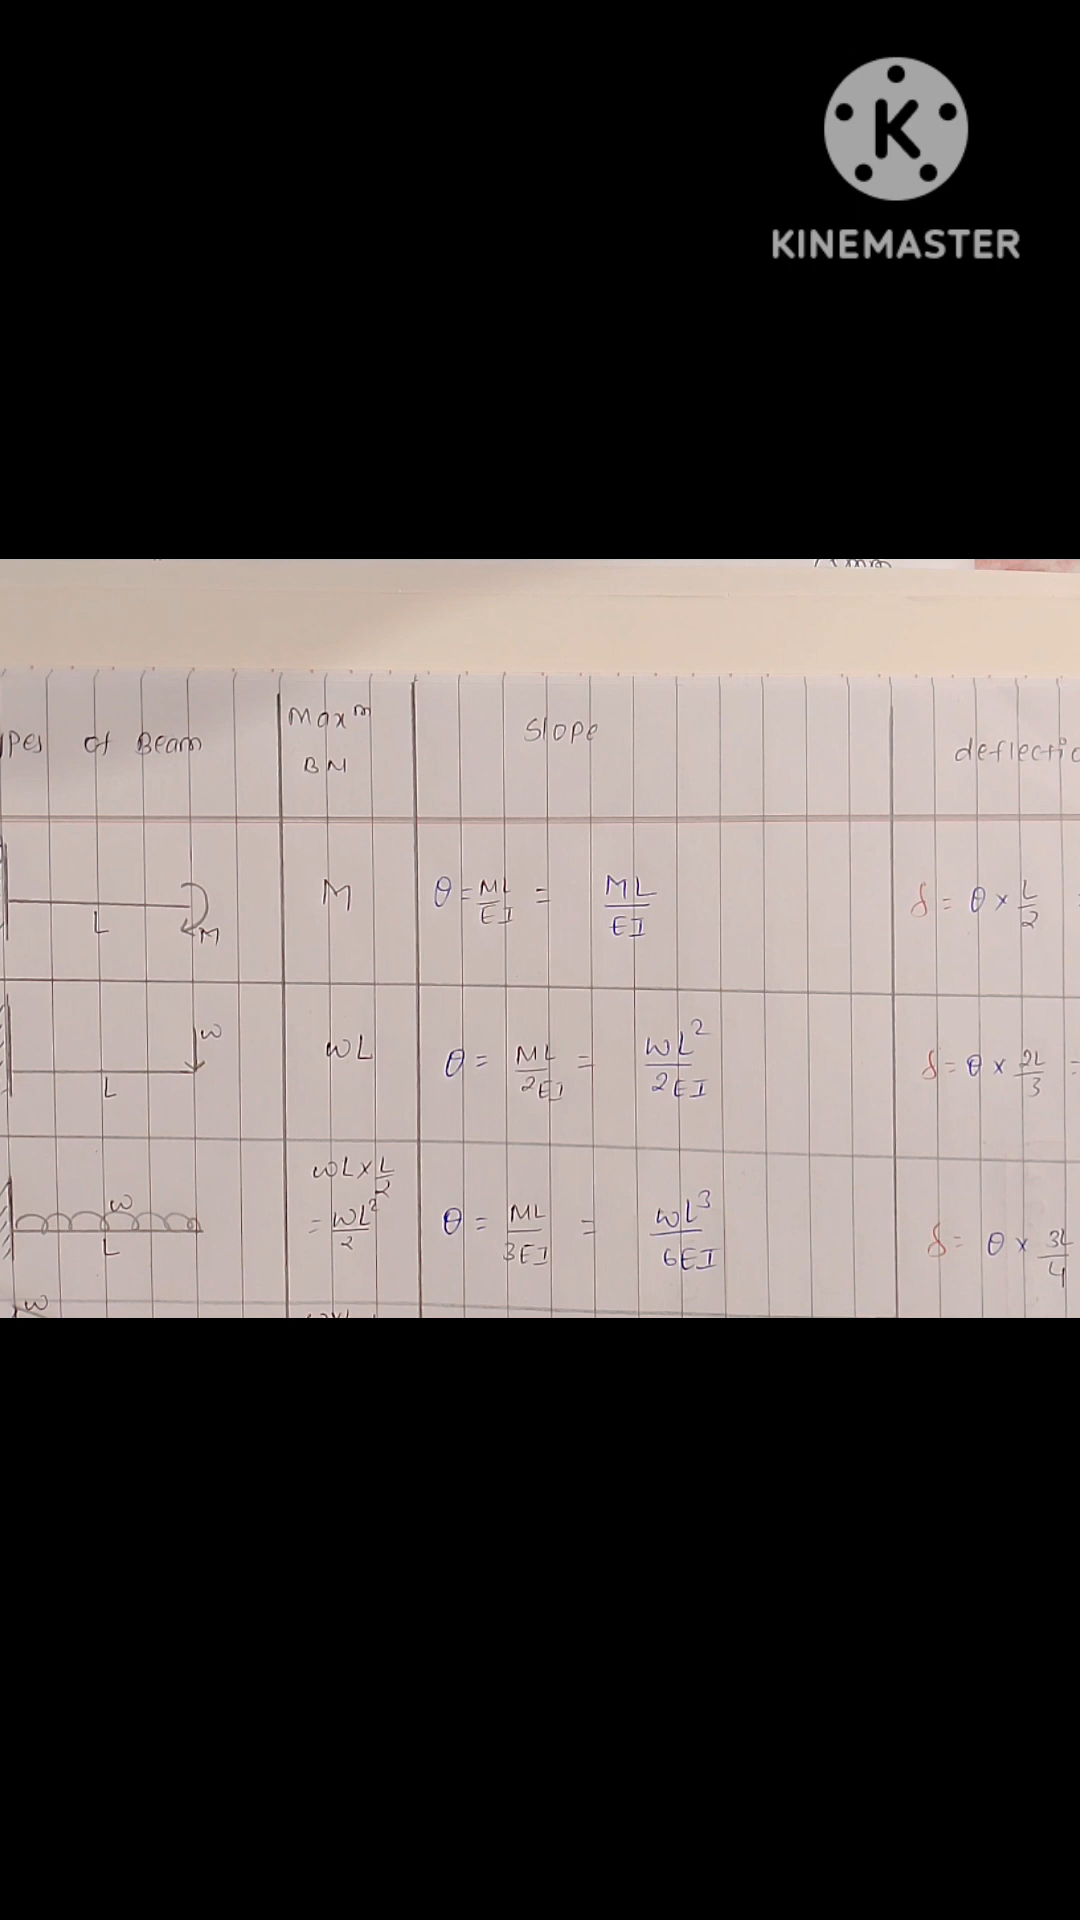 K
KINEMASTER
pes of Beam
Max^m
BM
Slope
M
θ = ML/EI = ML/EI
δ = θ × L/2
L
M
w
wL
θ = ML/2EI = wL²/2EI
δ = θ × 2L/3 =
L
wL × L/2
= wL²/2
w
L
θ = ML/3EI = wL³/6EI
δ = θ × 3L/4
w